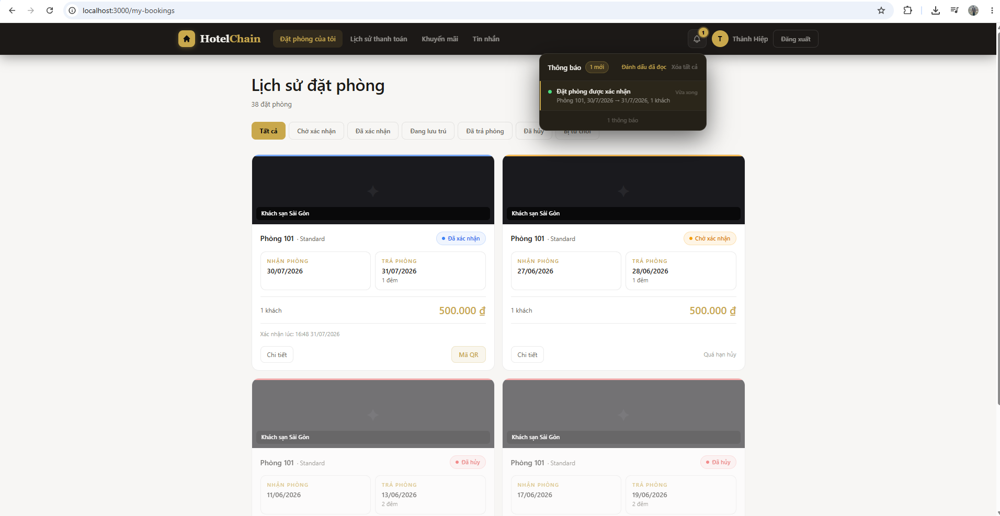 localhost:3000/my-bookings
HotelChain
Đặt phòng của tôi
Lịch sử thanh toán
Khuyến mãi
Tin nhắn
1
T
Thành Hiệp
Đăng xuất
Thông báo
1 mới
Đánh dấu đã đọc
Xóa tất cả
Đặt phòng được xác nhận
Vừa xong
Phòng 101, 30/7/2026 → 31/7/2026, 1 khách
1 thông báo
Lịch sử đặt phòng
38 đặt phòng
Tất cả
Chờ xác nhận
Đã xác nhận
Đang lưu trú
Đã trả phòng
Đã hủy
Bị từ chối
Khách sạn Sài Gòn
Phòng 101 · Standard
Đã xác nhận
NHẬN PHÒNG
30/07/2026
TRẢ PHÒNG
31/07/2026
1 đêm
1 khách
500.000 ₫
Xác nhận lúc: 16:48 31/07/2026
Chi tiết
Mã QR
Khách sạn Sài Gòn
Phòng 101 · Standard
Chờ xác nhận
NHẬN PHÒNG
27/06/2026
TRẢ PHÒNG
28/06/2026
1 đêm
1 khách
500.000 ₫
Chi tiết
Quá hạn hủy
Khách sạn Sài Gòn
Phòng 101 · Standard
Đã hủy
NHẬN PHÒNG
11/06/2026
TRẢ PHÒNG
13/06/2026
2 đêm
Khách sạn Sài Gòn
Phòng 101 · Standard
Đã hủy
NHẬN PHÒNG
17/06/2026
TRẢ PHÒNG
19/06/2026
2 đêm